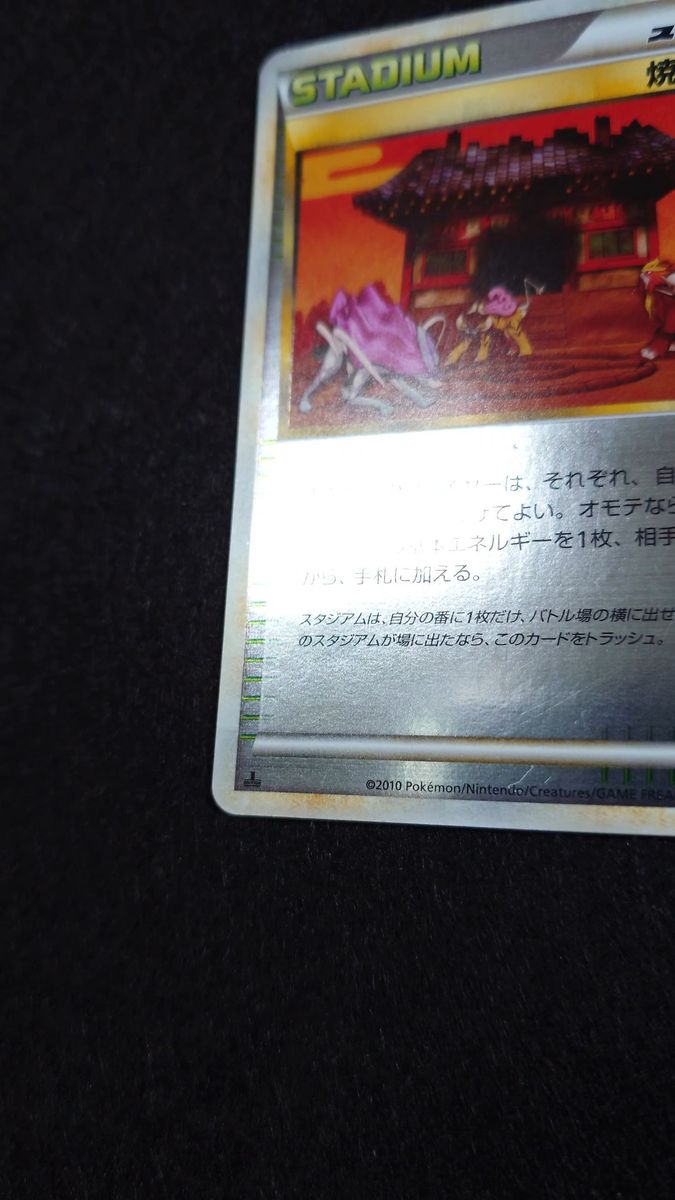 STADIUM
焼
は、それぞれ、自
てよい。オモテなら
エネルギーを1枚、相手
から、手札に加える。
スタジアムは、自分の番に1枚だけ、バトル場の横に出せ
のスタジアムが場に出たなら、このカードをトラッシュ。
©2010 Pokémon/Nintendo/Creatures/GAME FREA